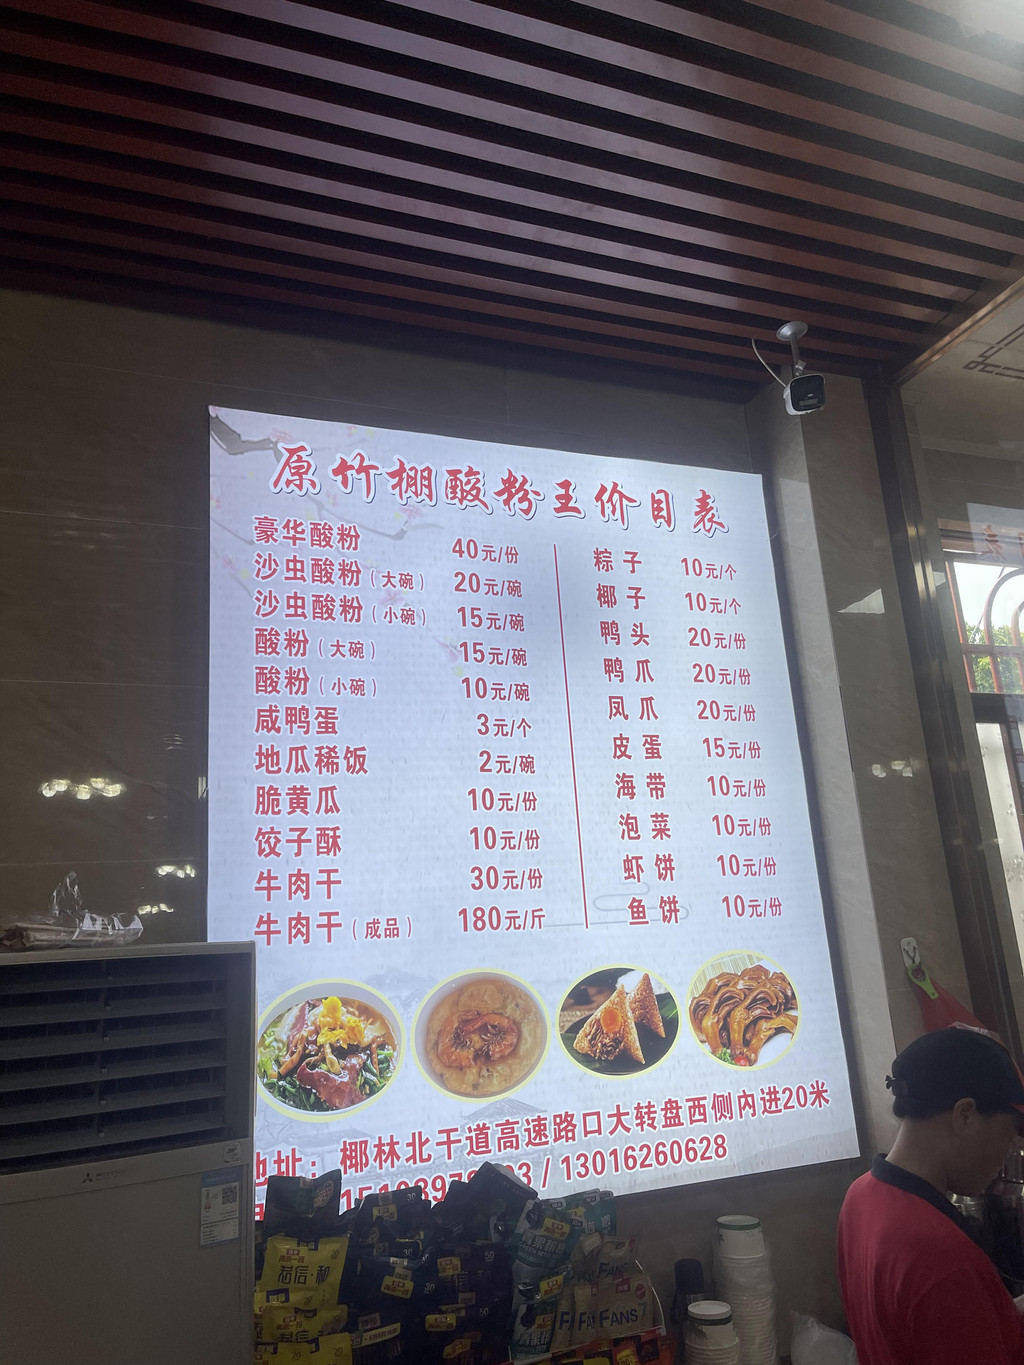 原竹棚酸粉王价目表
豪华酸粉 40元/份
沙虫酸粉（大碗） 20元/碗
沙虫酸粉（小碗） 15元/碗
酸粉（大碗） 15元/碗
酸粉（小碗） 10元/碗
咸鸭蛋 3元/个
地瓜稀饭 2元/碗
脆黄瓜 10元/份
饺子酥 10元/份
牛肉干 30元/份
牛肉干（成品） 180元/斤
粽子 10元/个
椰子 10元/个
鸭头 20元/份
鸭爪 20元/份
凤爪 20元/份
皮蛋 15元/份
海带 10元/份
泡菜 10元/份
虾饼 10元/份
鱼饼 10元/份
地址：椰林北干道高速路口大转盘西侧内进20米
/ 13016260628
FANS
FANS